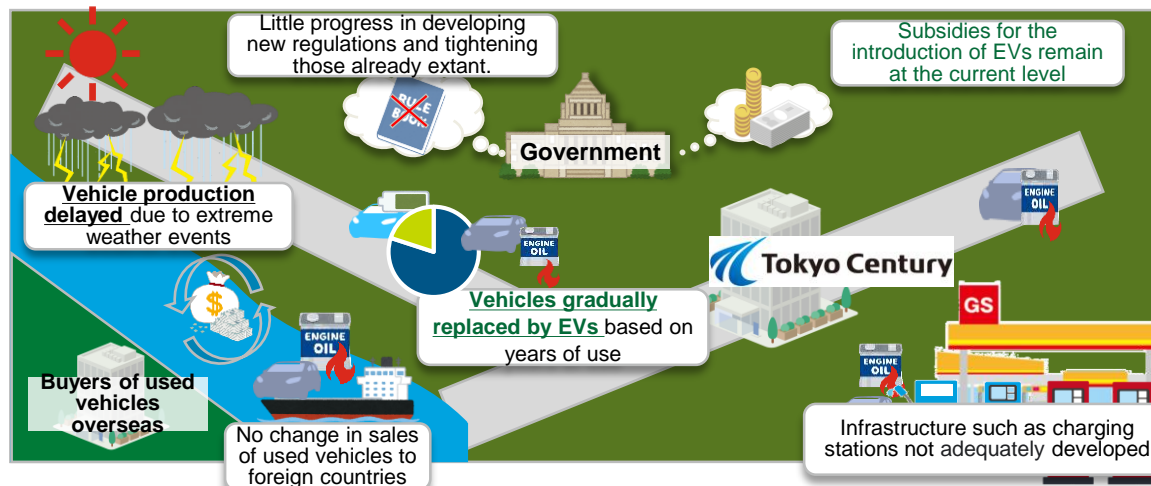 Little progress in developing
new regulations and tightening
those already extant.
Subsidies for the
introduction of EVs remain
at the current level
RULE
BOOK
Government
Vehicle production
delayed due to extreme
weather events
ENGINE
OIL
ENGINE
OIL
Tokyo Century
$
Vehicles gradually
replaced by EVs based on
years of use
GS
ENGINE
OIL
ENGINE
OIL
Buyers of used
vehicles
overseas
No change in sales
of used vehicles to
foreign countries
Infrastructure such as charging
stations not adequately developed